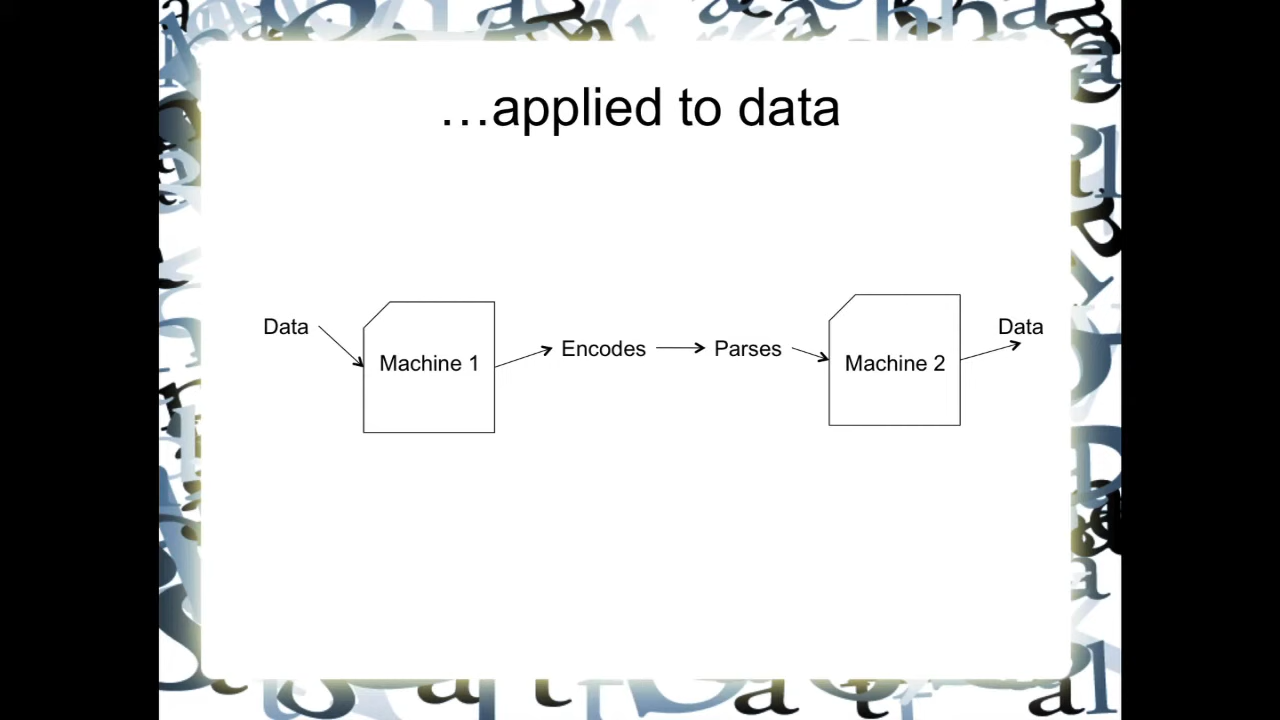 …applied to data
Data
Machine 1
Encodes
Parses
Machine 2
Data